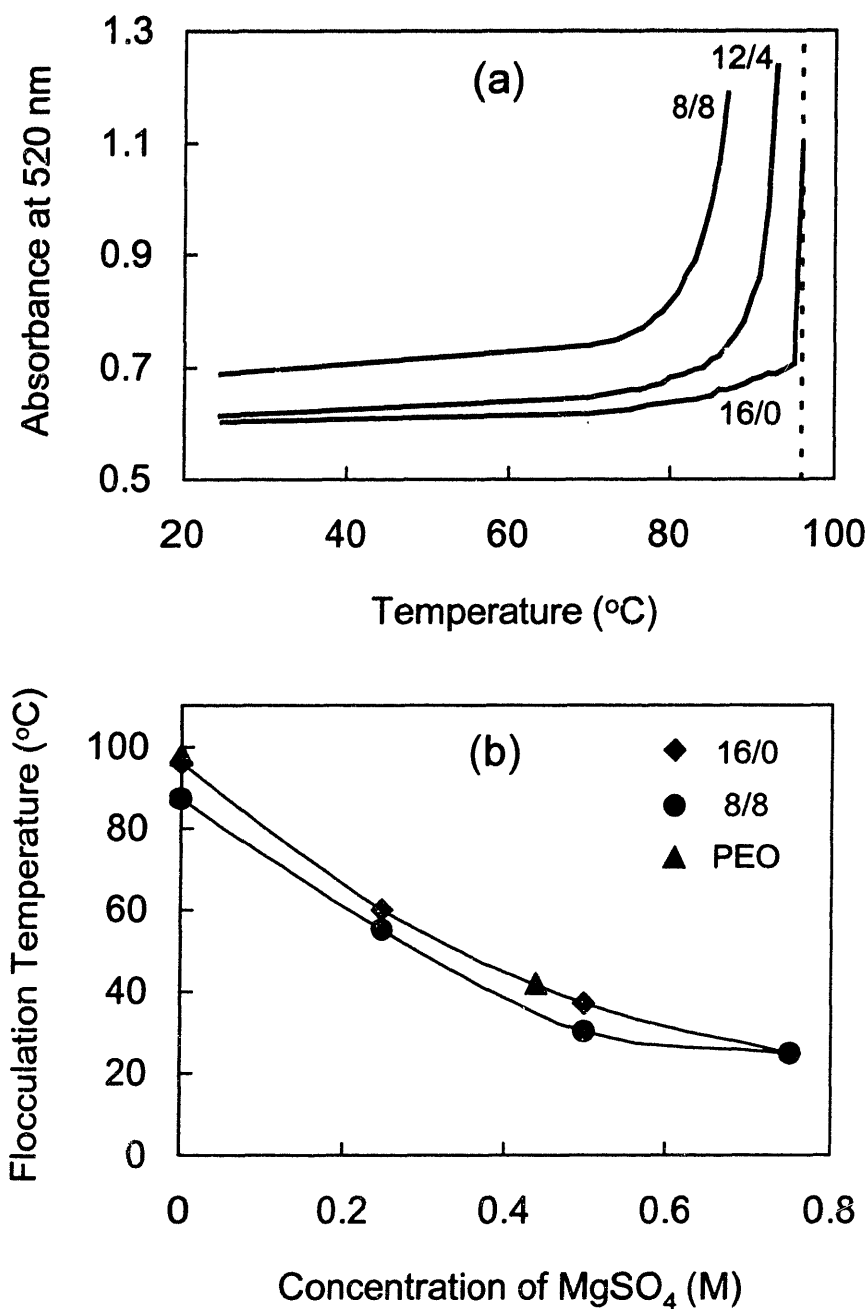 1.3
(a)
12/4
8/8
1.1
0.9
0.7
16/0
0.5
Absorbance at 520 nm
20 40 60 80 100
Temperature (°C)
100
(b)
16/0
80
8/8
PEO
60
40
20
0
Flocculation Temperature (°C)
0 0.2 0.4 0.6 0.8
Concentration of MgSO₄ (M)